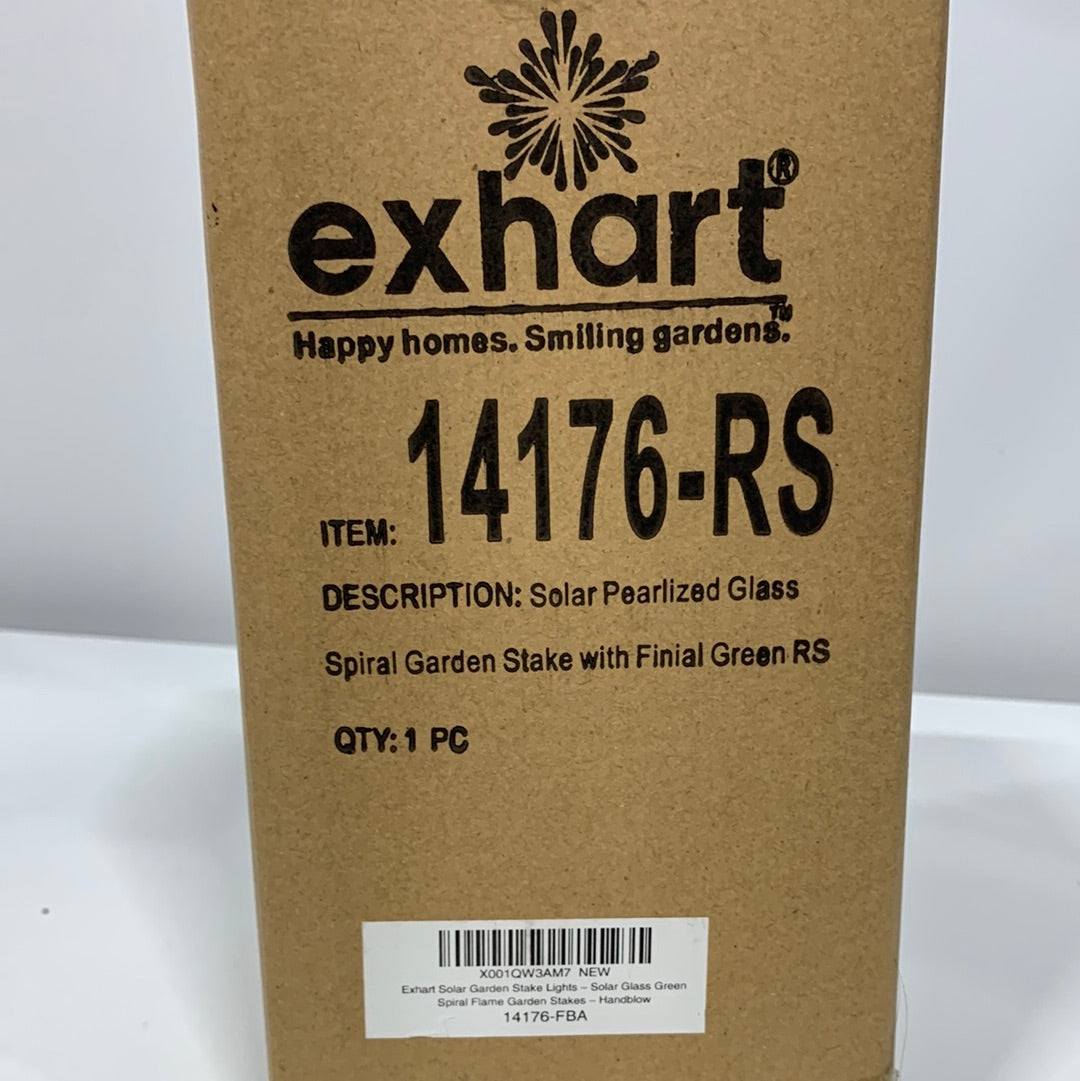 exhart®
Happy homes. Smiling gardens.™
ITEM: 14176-RS
DESCRIPTION: Solar Pearlized Glass
Spiral Garden Stake with Finial Green RS
QTY: 1 PC
X001QW3AM7 NEW
Exhart Solar Garden Stake Lights – Solar Glass Green
Spiral Flame Garden Stakes – Handblow
14176-FBA